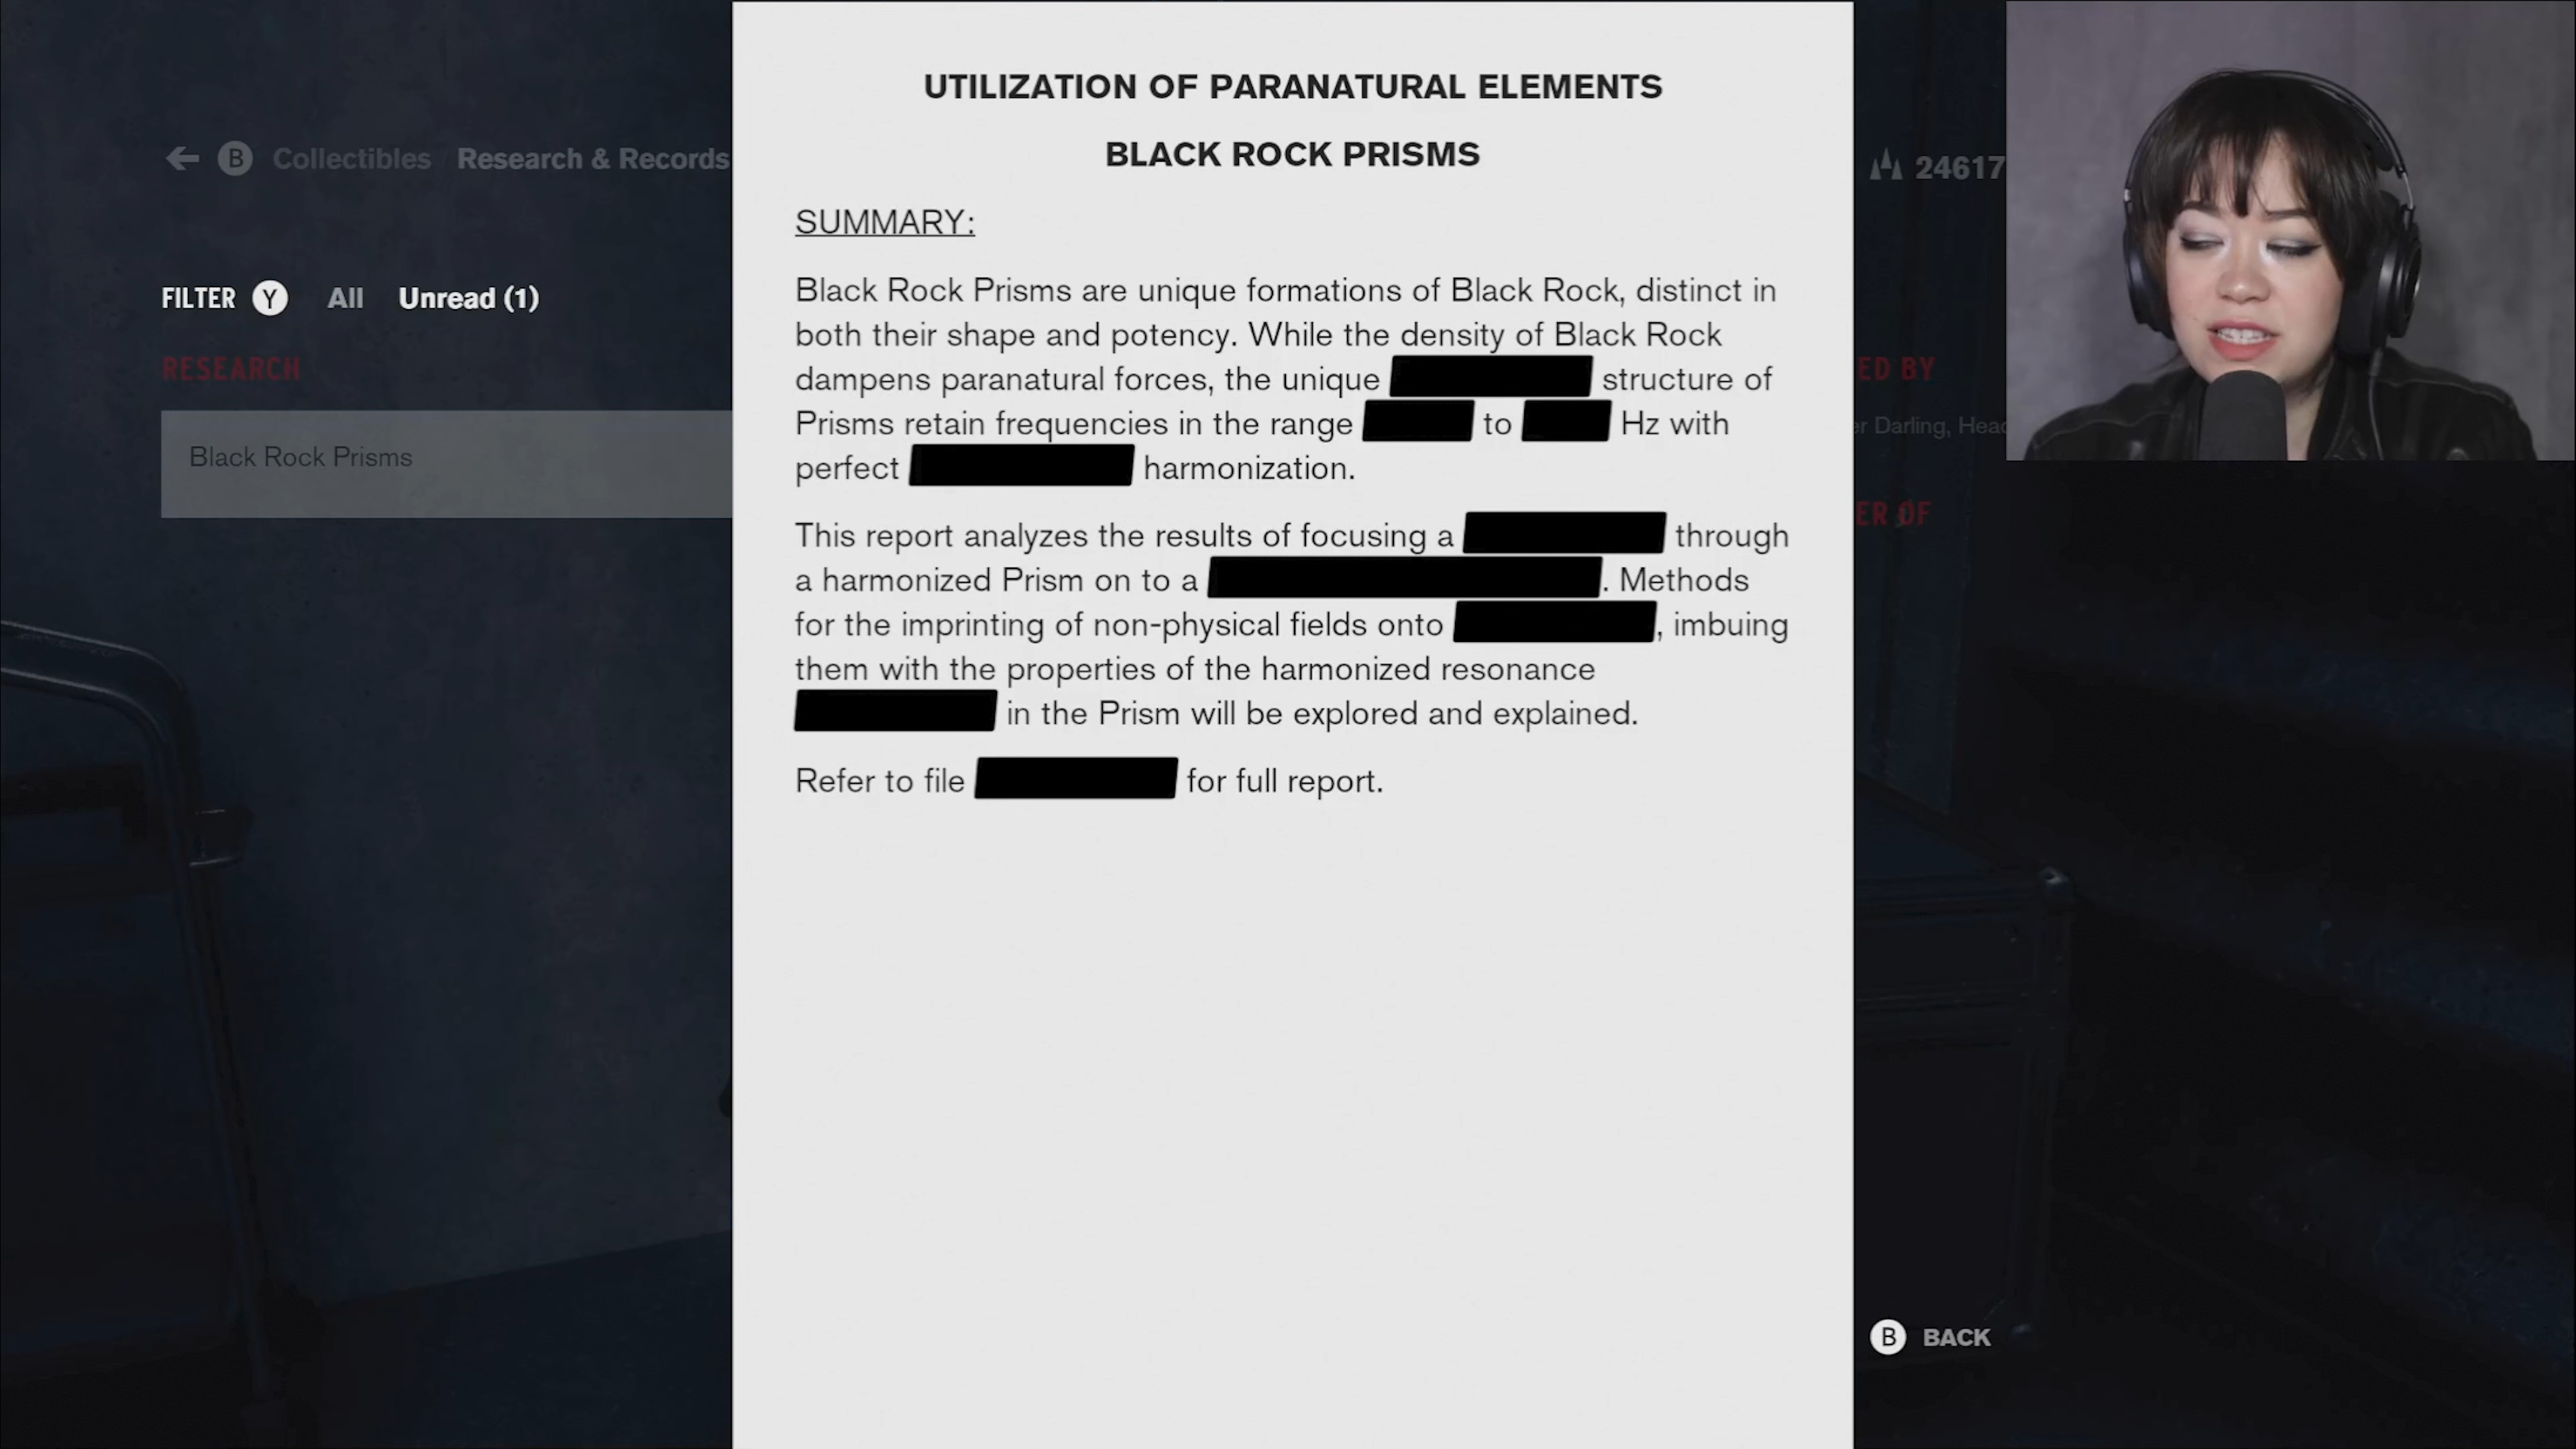 UTILIZATION OF PARANATURAL ELEMENTS
BLACK ROCK PRISMS
SUMMARY:
Black Rock Prisms are unique formations of Black Rock, distinct in
both their shape and potency. While the density of Black Rock
dampens paranatural forces, the unique structure of
Prisms retain frequencies in the range to Hz with
perfect harmonization.
This report analyzes the results of focusing a through
a harmonized Prism on to a . Methods
for the imprinting of non-physical fields onto , imbuing
them with the properties of the harmonized resonance
in the Prism will be explored and explained.
Refer to file for full report.
B Collectibles Research & Records
FILTER Y All Unread (1)
RESEARCH
Black Rock Prisms
24617
ED BY
er Darling, Head
ER OF
B BACK